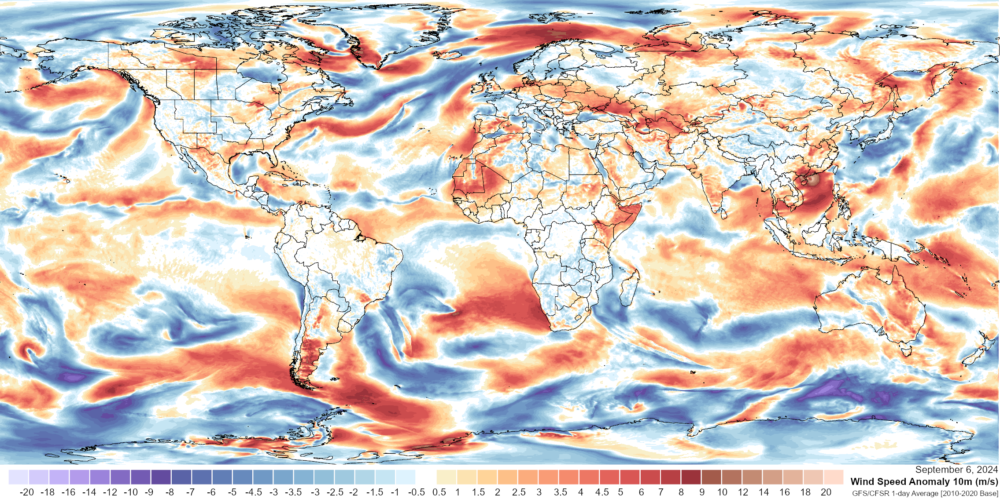 -20 -18 -16 -14 -12 -10 -9 -8 -7 -6 -5 -4.5 -3 -3.5 -3 -2.5 -2 -1.5 -1 -0.5 0.5 1 1.5 2 2.5 3 3.5 4 4.5 5 6 7 8 9 10 12 14 16 18 20
September 6, 2024
Wind Speed Anomaly 10m (m/s)
GFS/CFSR 1-day Average [2010-2020 Base]